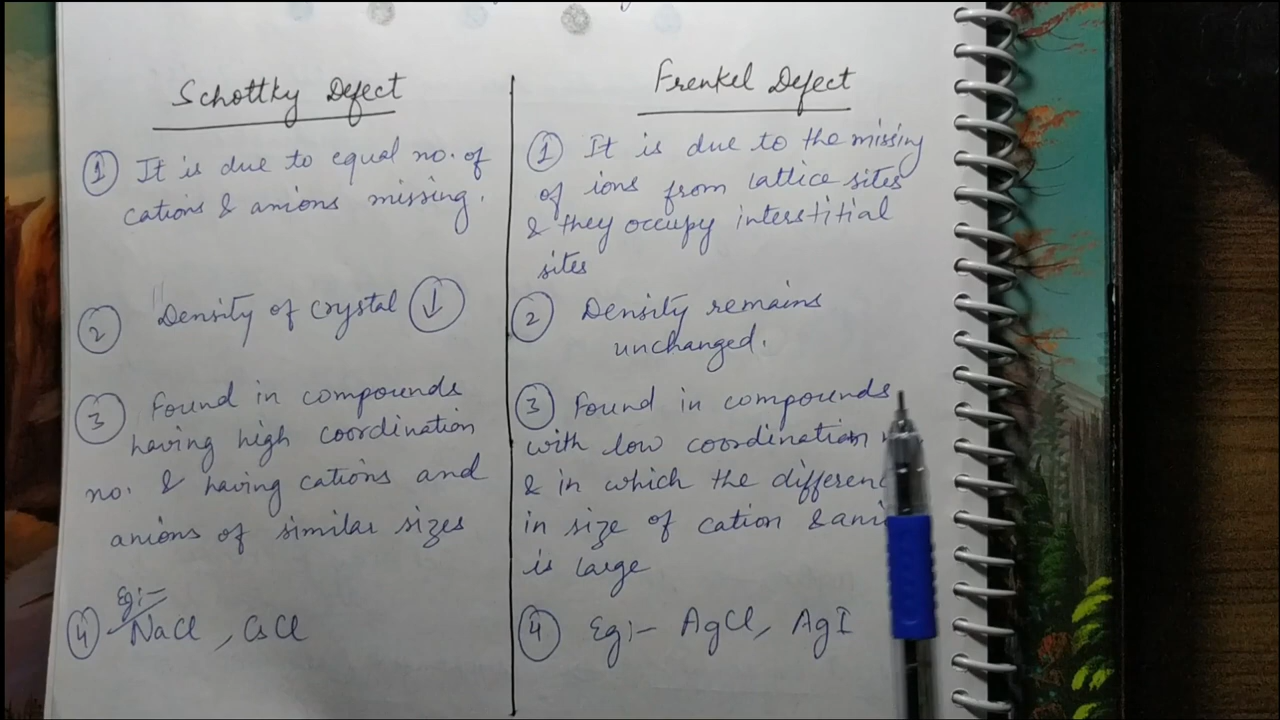 Schottky Defect
① It is due to equal no. of
cations & anions missing.
② Density of crystal ↓
③ Found in compounds
having high coordination
no. & having cations and
anions of similar sizes
Eg:-
④ NaCl, CsCl
Frenkel Defect
① It is due to the missing
of ions from lattice sites
& they occupy interstitial
sites
② Density remains
unchanged.
③ Found in compounds
with low coordination
& in which the differen
in size of cation & ani
is large
④ Eg:- AgCl, AgI